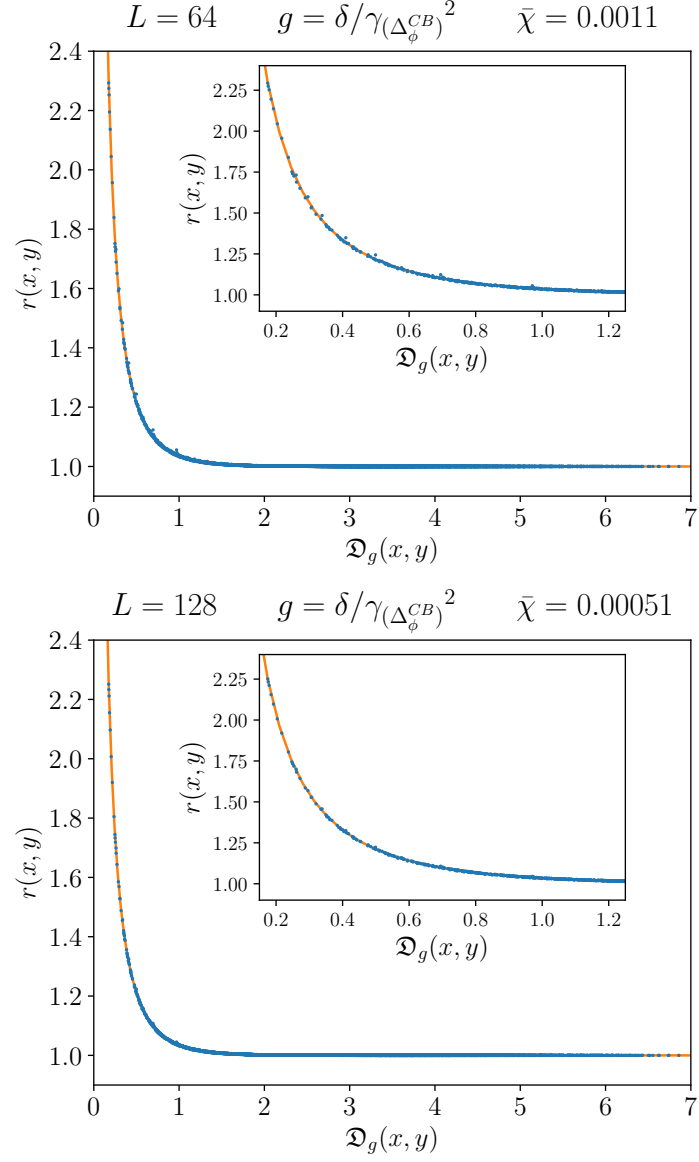 L = 64 g = δ/γ_{(Δ_ϕ^{CB})}² χ̄ = 0.0011
2.4
2.2
2.0
1.8
1.6
1.4
1.2
1.0
r(x, y)
0 1 2 3 4 5 6 7
𝕯_g(x, y)
2.25
2.00
1.75
1.50
1.25
1.00
r(x, y)
0.2 0.4 0.6 0.8 1.0 1.2
𝕯_g(x, y)
L = 128 g = δ/γ_{(Δ_ϕ^{CB})}² χ̄ = 0.00051
2.4
2.2
2.0
1.8
1.6
1.4
1.2
1.0
r(x, y)
0 1 2 3 4 5 6 7
𝕯_g(x, y)
2.25
2.00
1.75
1.50
1.25
1.00
r(x, y)
0.2 0.4 0.6 0.8 1.0 1.2
𝕯_g(x, y)